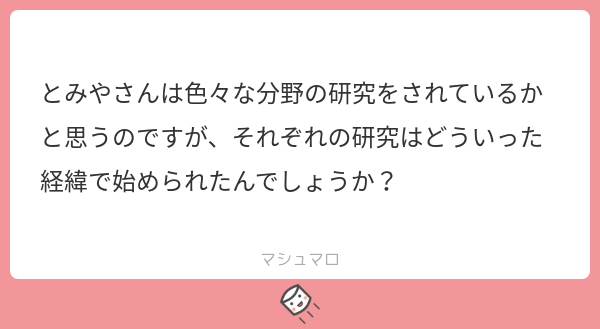 とみやさんは色々な分野の研究をされているか
と思うのですが、それぞれの研究はどういった
経緯で始められたんでしょうか？
マシュマロ